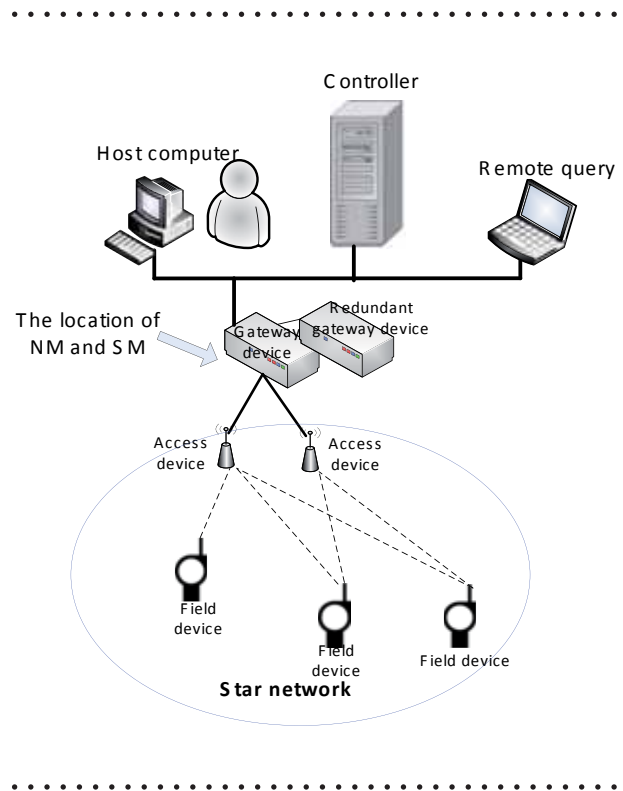 Controller
Host computer
Remote query
The location of
NM and SM
Gateway
device
Redundant
gateway device
Access
device
Access
device
Field
device
Field
device
Field device
Star network